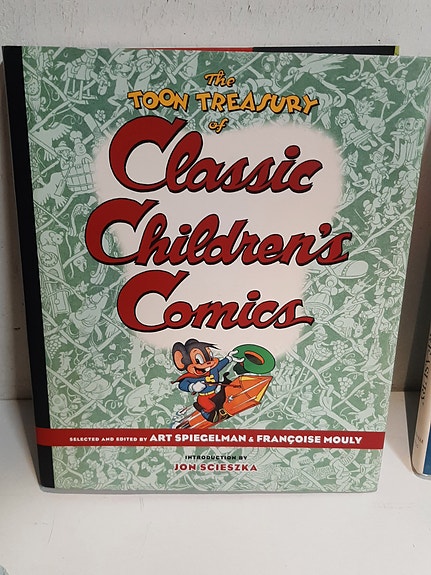 The
TOON TREASURY
of
Classic
Children's
Comics
SELECTED AND EDITED BY ART SPIEGELMAN & FRANÇOISE MOULY
INTRODUCTION BY
JON SCIESZKA